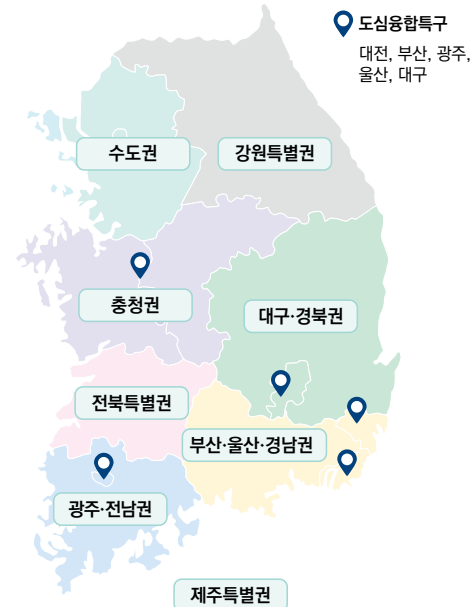 도심융합특구
대전, 부산, 광주,
울산, 대구
수도권
강원특별권
충청권
대구·경북권
전북특별권
부산·울산·경남권
광주·전남권
제주특별권